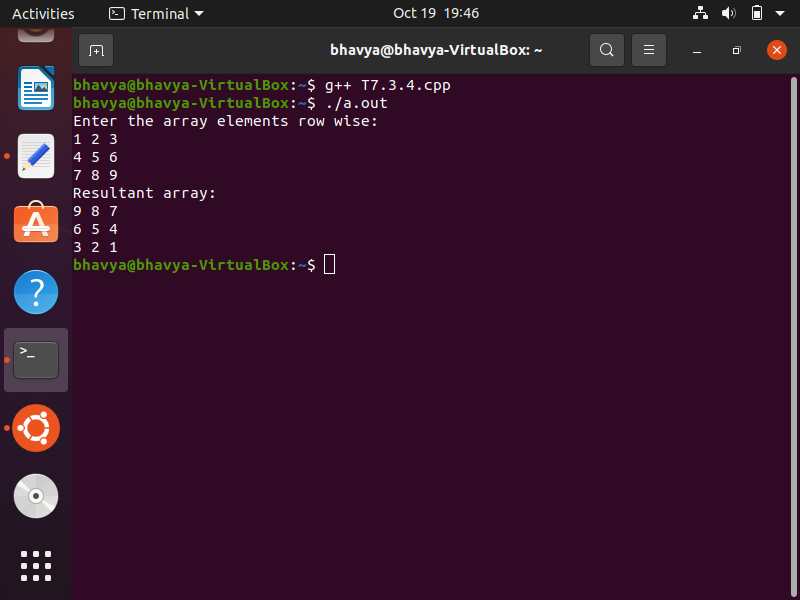 Activities Terminal Oct 19 19:46
bhavya@bhavya-VirtualBox: ~
bhavya@bhavya-VirtualBox:~$ g++ T7.3.4.cpp
bhavya@bhavya-VirtualBox:~$ ./a.out
Enter the array elements row wise:
1 2 3
4 5 6
7 8 9
Resultant array:
9 8 7
6 5 4
3 2 1
bhavya@bhavya-VirtualBox:~$